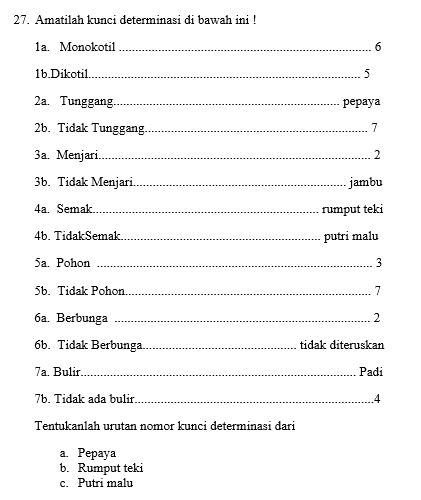 27. Amatilah kunci determinasi di bawah ini !
1a. Monokotil ........................................ 6
1b.Dikotil........................................ 5
2a. Tunggang........................................ pepaya
2b. Tidak Tunggang........................................ 7
3a. Menjari........................................ 2
3b. Tidak Menjari........................................ jambu
4a. Semak........................................ rumput teki
4b. TidakSemak........................................ putri malu
5a. Pohon ........................................ 3
5b. Tidak Pohon........................................ 7
6a. Berbunga ........................................ 2
6b. Tidak Berbunga........................................ tidak diteruskan
7a. Bulir........................................ Padi
7b. Tidak ada bulir........................................4
Tentukanlah urutan nomor kunci determinasi dari
a. Pepaya
b. Rumput teki
c. Putri malu